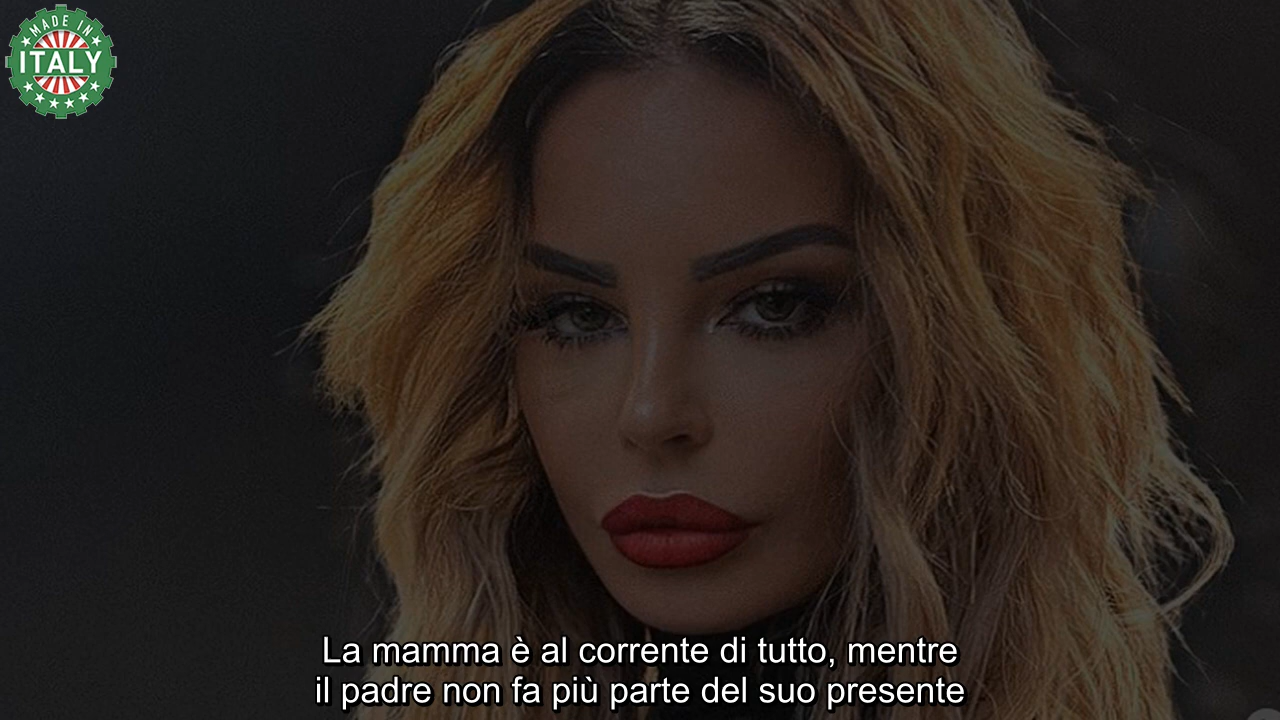 MADE IN
ITALY
La mamma è al corrente di tutto, mentre
il padre non fa più parte del suo presente